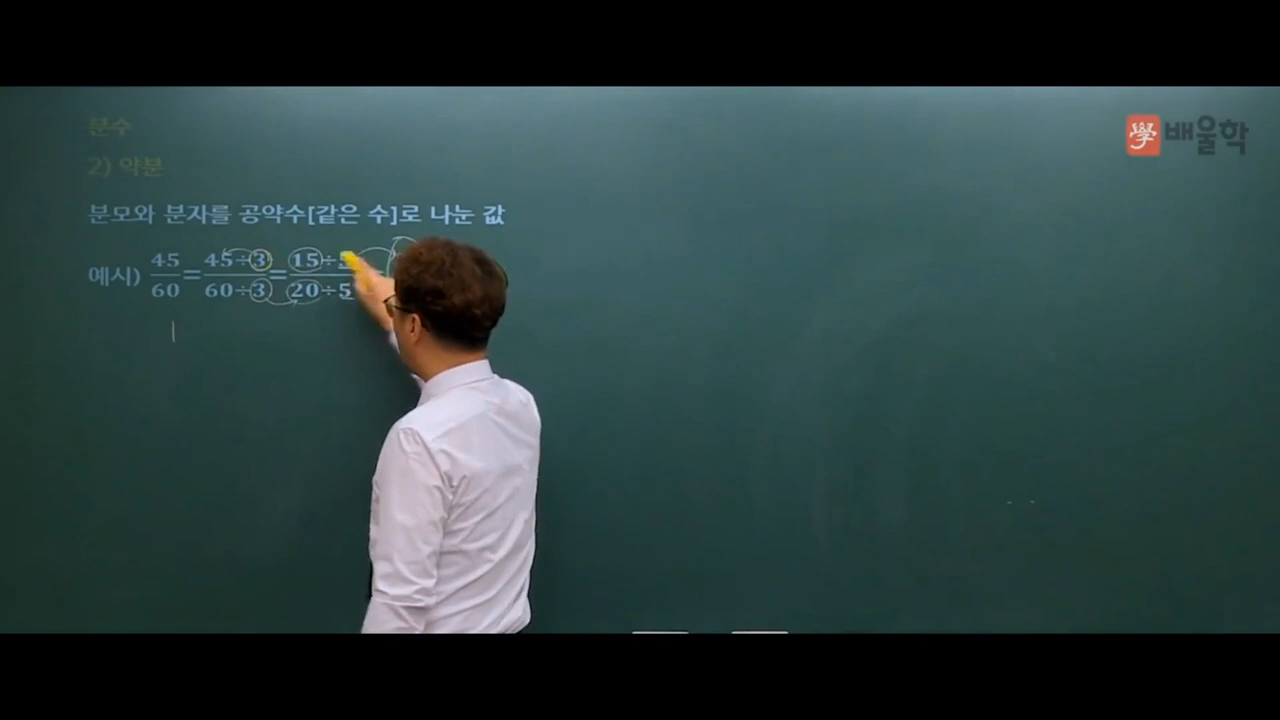 분수
2) 약분
學 배울학
분모와 분자를 공약수[같은 수]로 나눈 값
예시) 45/60 = 45÷3/60÷3 = 15÷5/20÷5